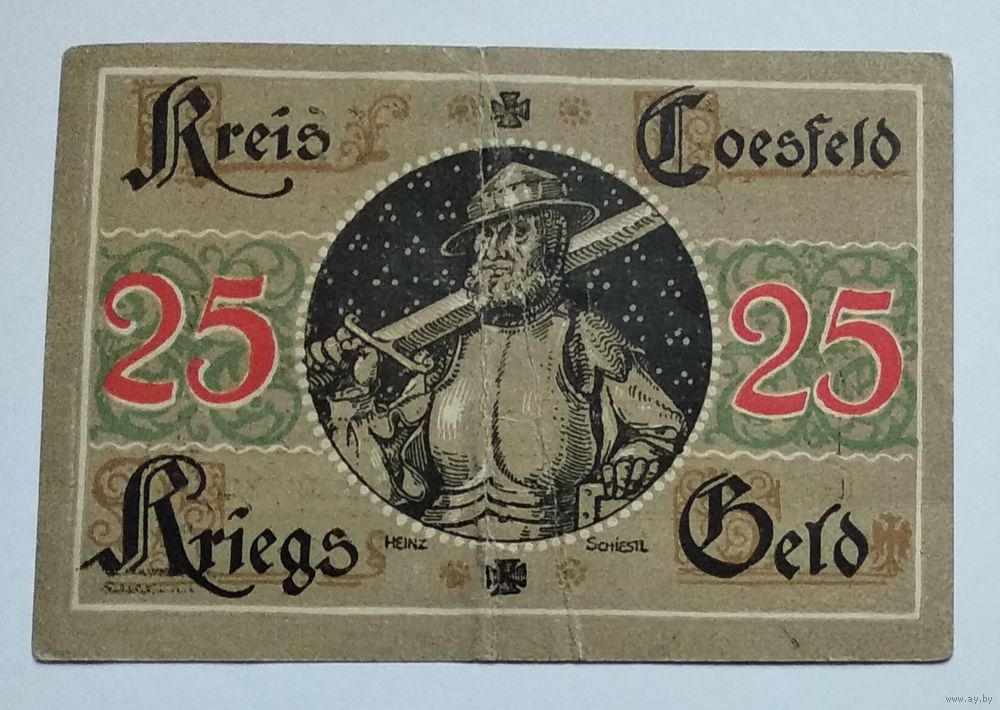 Kreis Coesfeld
25 25
Kriegs Geld
HEINZ SCHIESTL
www.ay.by